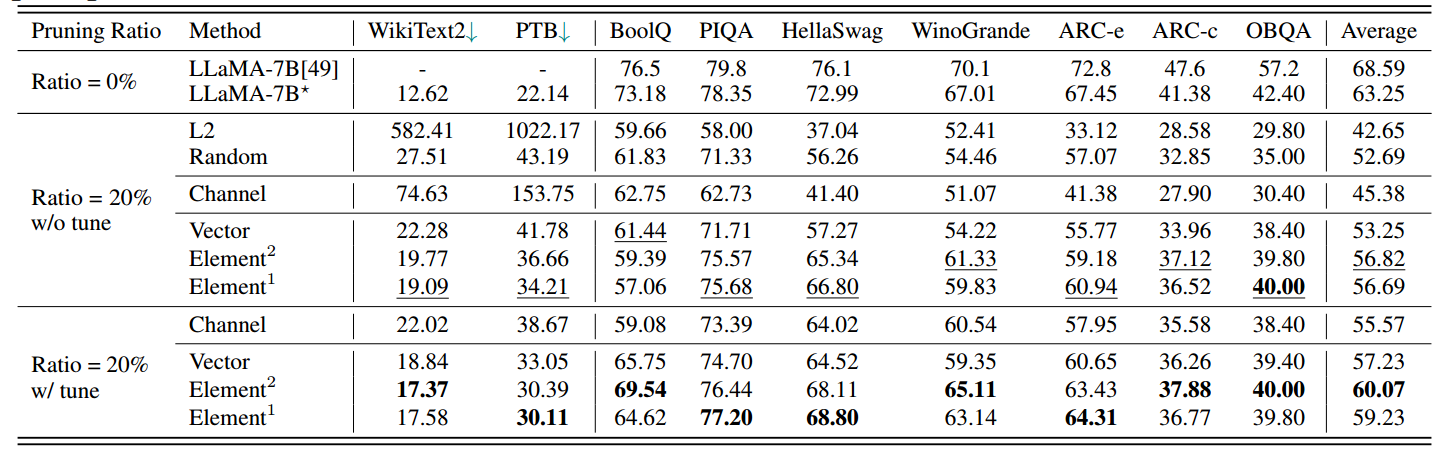 Pruning Ratio Method WikiText2↓ PTB↓ BoolQ PIQA HellaSwag WinoGrande ARC-e ARC-c OBQA Average
Ratio = 0% LLaMA-7B[49] - - 76.5 79.8 76.1 70.1 72.8 47.6 57.2 68.59
LLaMA-7B⋆ 12.62 22.14 73.18 78.35 72.99 67.01 67.45 41.38 42.40 63.25
Ratio = 20% w/o tune L2 582.41 1022.17 59.66 58.00 37.04 52.41 33.12 28.58 29.80 42.65
Random 27.51 43.19 61.83 71.33 56.26 54.46 57.07 32.85 35.00 52.69
Channel 74.63 153.75 62.75 62.73 41.40 51.07 41.38 27.90 30.40 45.38
Vector 22.28 41.78 61.44 71.71 57.27 54.22 55.77 33.96 38.40 53.25
Element² 19.77 36.66 59.39 75.57 65.34 61.33 59.18 37.12 39.80 56.82
Element¹ 19.09 34.21 57.06 75.68 66.80 59.83 60.94 36.52 40.00 56.69
Ratio = 20% w/ tune Channel 22.02 38.67 59.08 73.39 64.02 60.54 57.95 35.58 38.40 55.57
Vector 18.84 33.05 65.75 74.70 64.52 59.35 60.65 36.26 39.40 57.23
Element² 17.37 30.39 69.54 76.44 68.11 65.11 63.43 37.88 40.00 60.07
Element¹ 17.58 30.11 64.62 77.20 68.80 63.14 64.31 36.77 39.80 59.23